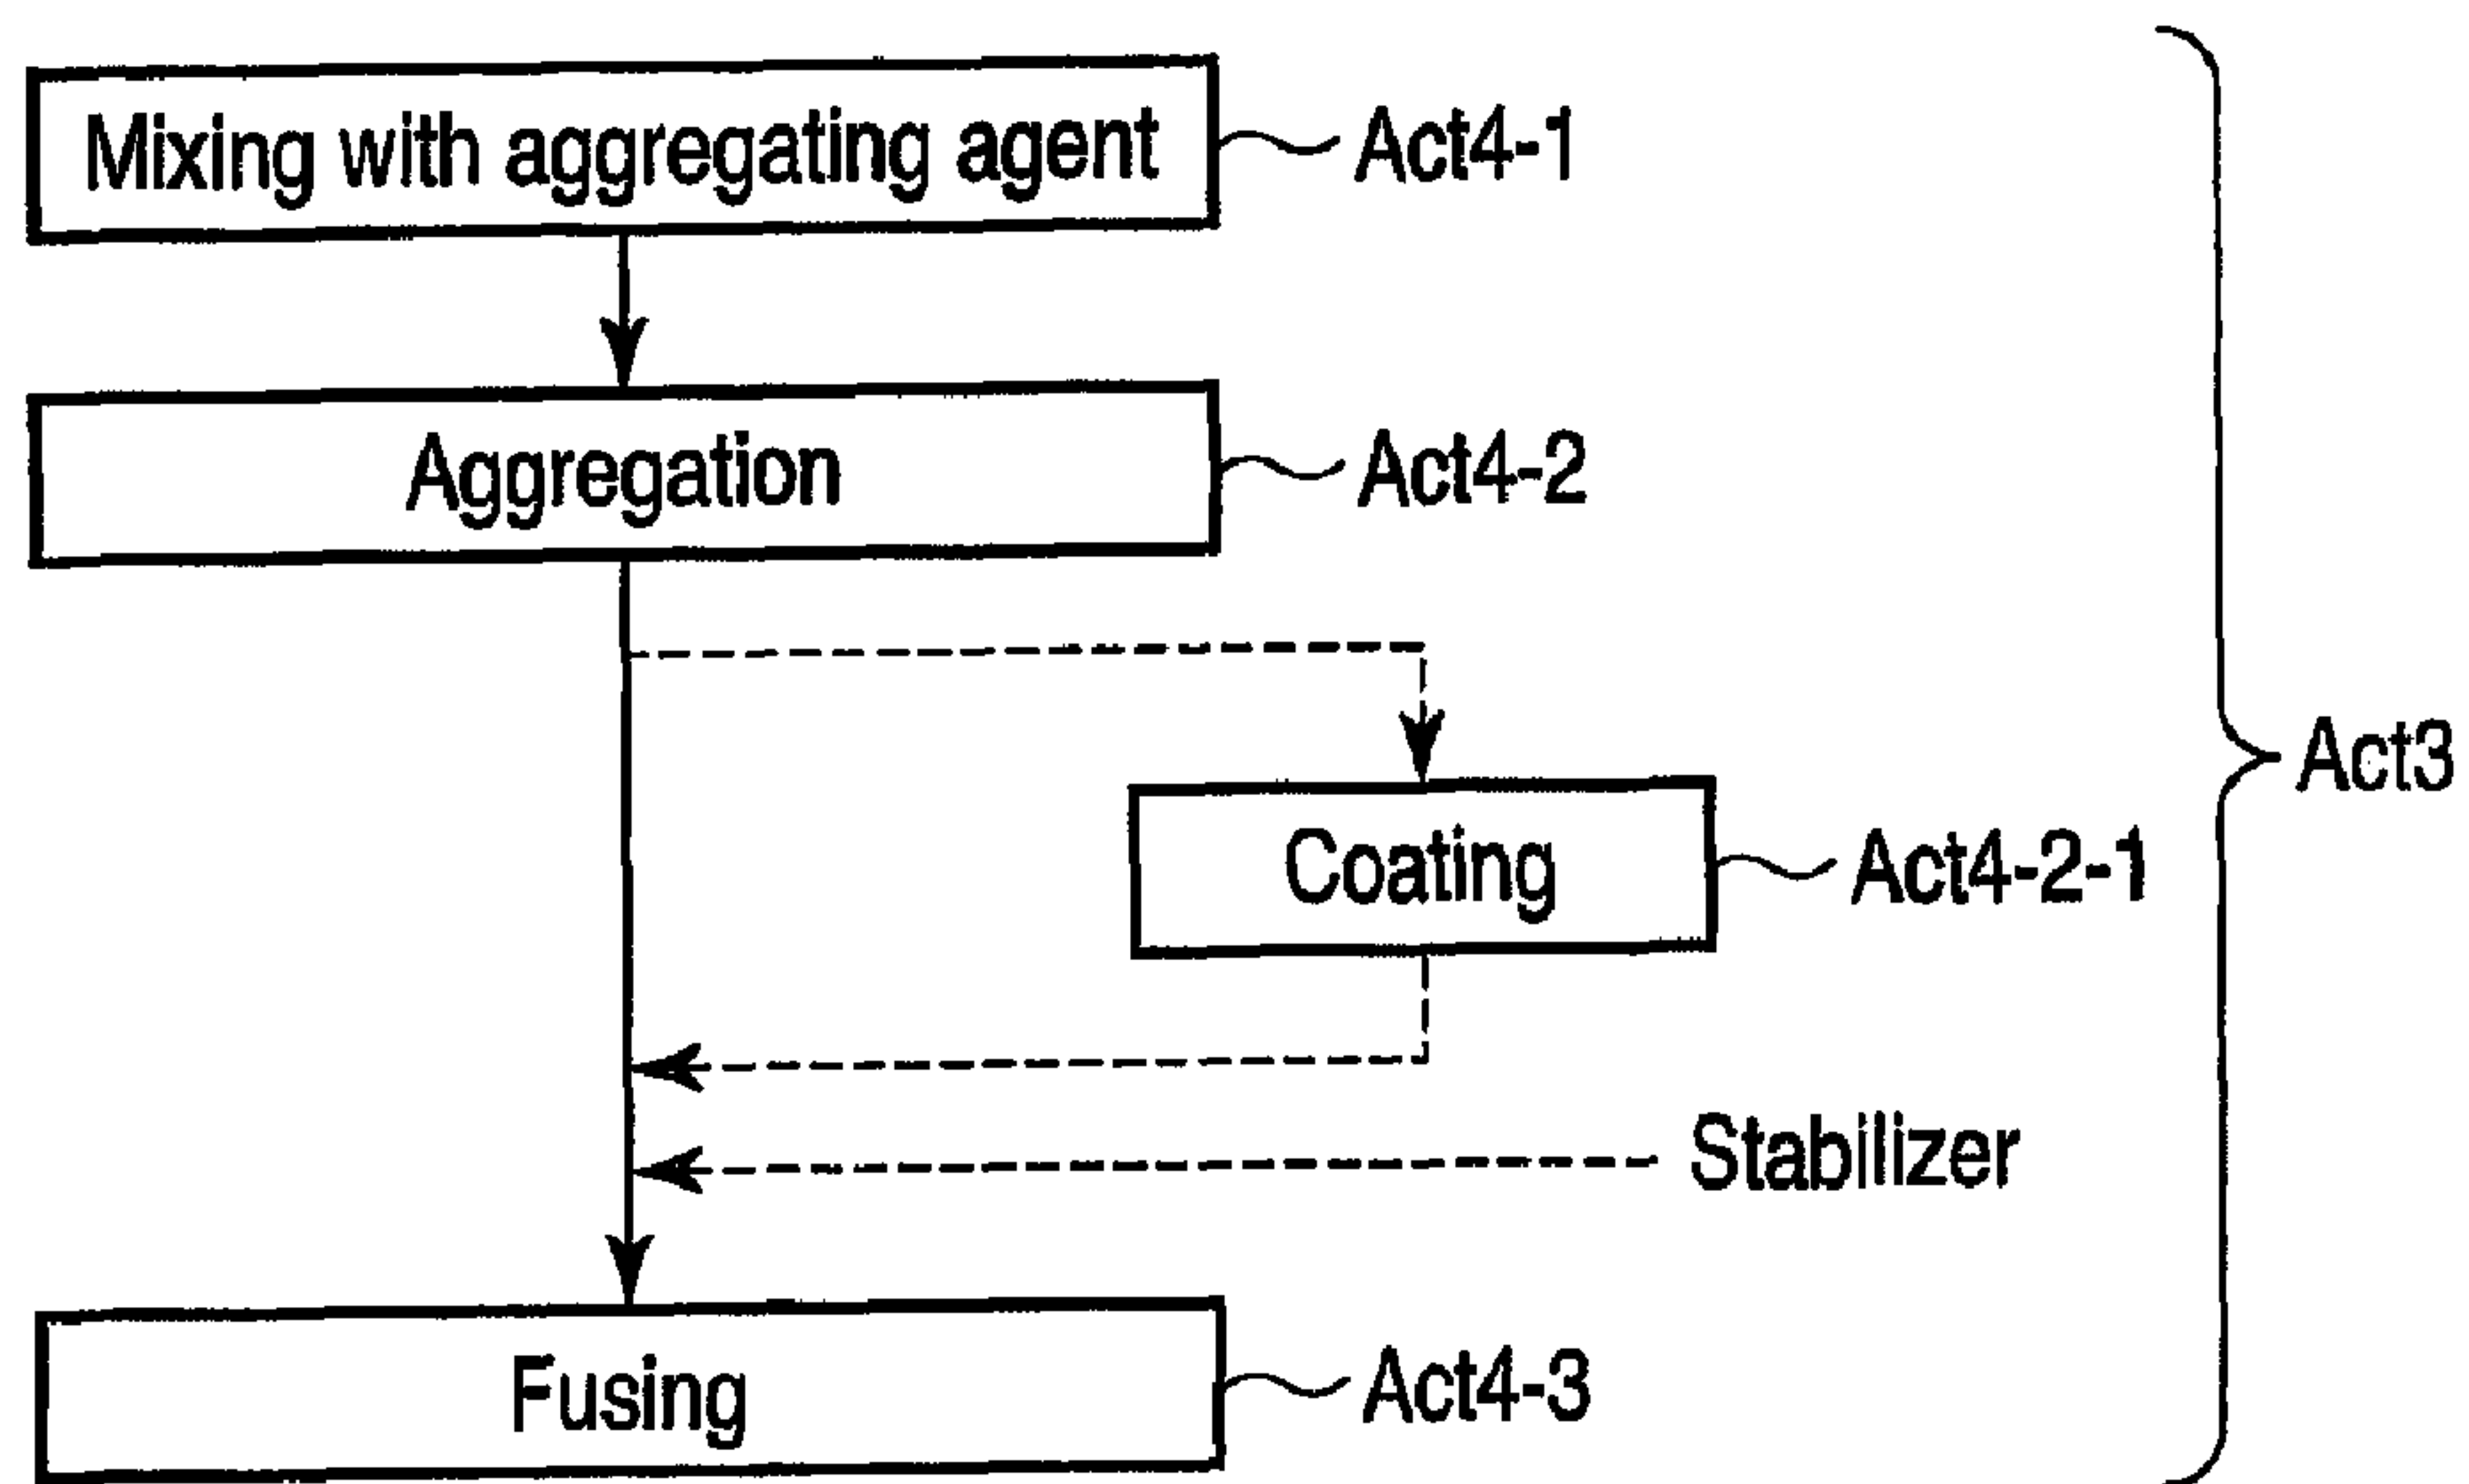 Mixing with aggregating agent
Act4-1
Aggregation
Act4-2
Act3
Coating
Act4-2-1
Stabilizer
Fusing
Act4-3